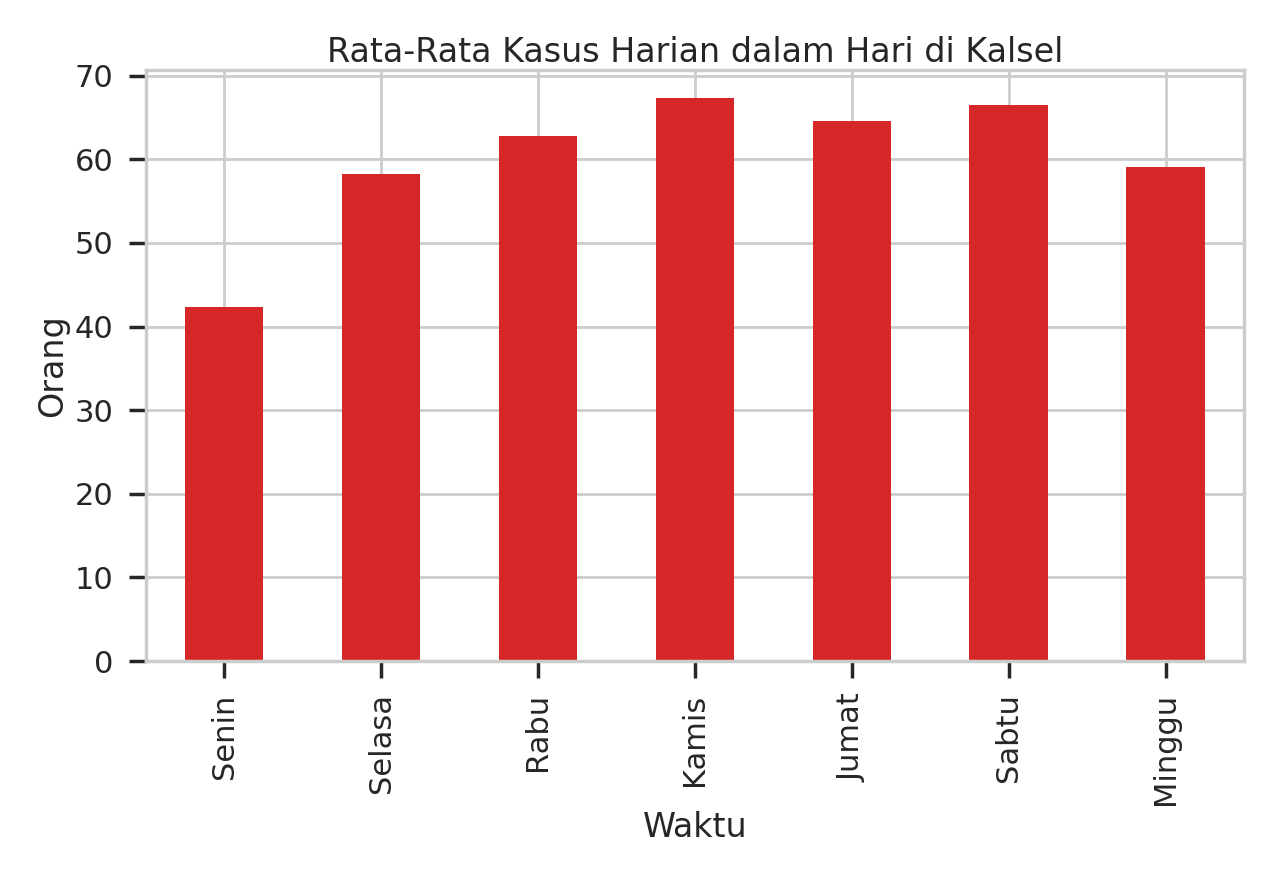 Rata-Rata Kasus Harian dalam Hari di Kalsel
70
60
50
40
30
20
10
0
Orang
Senin
Selasa
Rabu
Kamis
Jumat
Sabtu
Minggu
Waktu